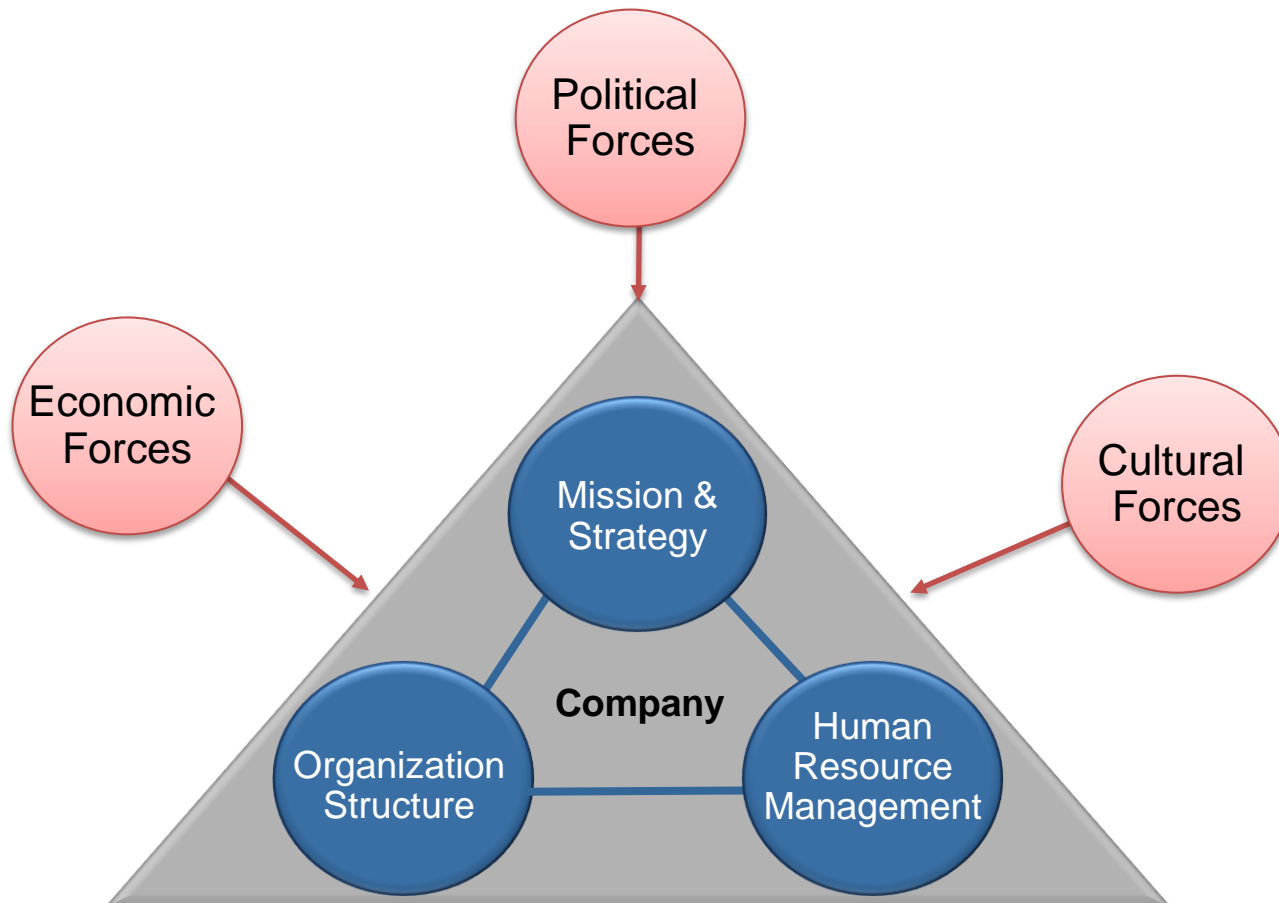 Political
Forces
Economic
Forces
Cultural
Forces
Mission &
Strategy
Company
Organization
Structure
Human
Resource
Management